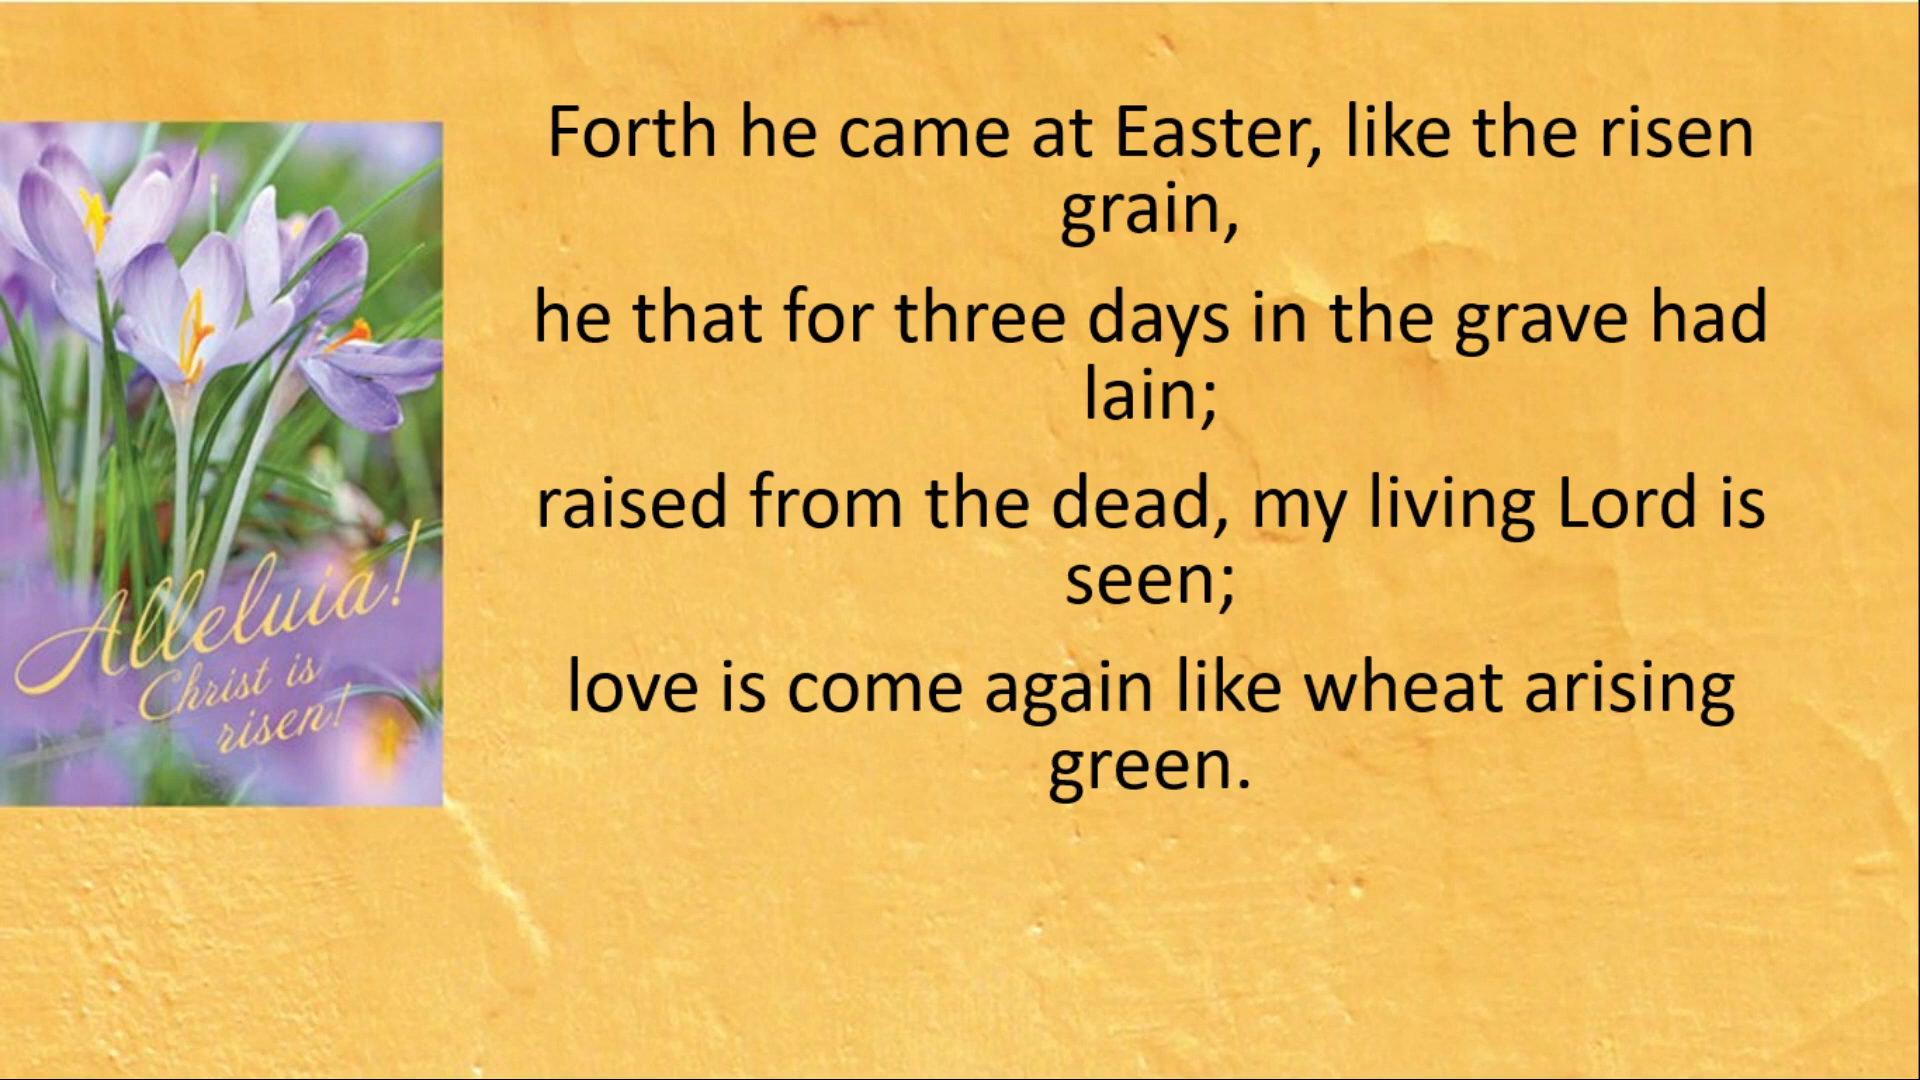 Forth he came at Easter, like the risen
grain,
he that for three days in the grave had
lain;
raised from the dead, my living Lord is
seen;
love is come again like wheat arising
green.
Alleluia!
Christ is
risen!